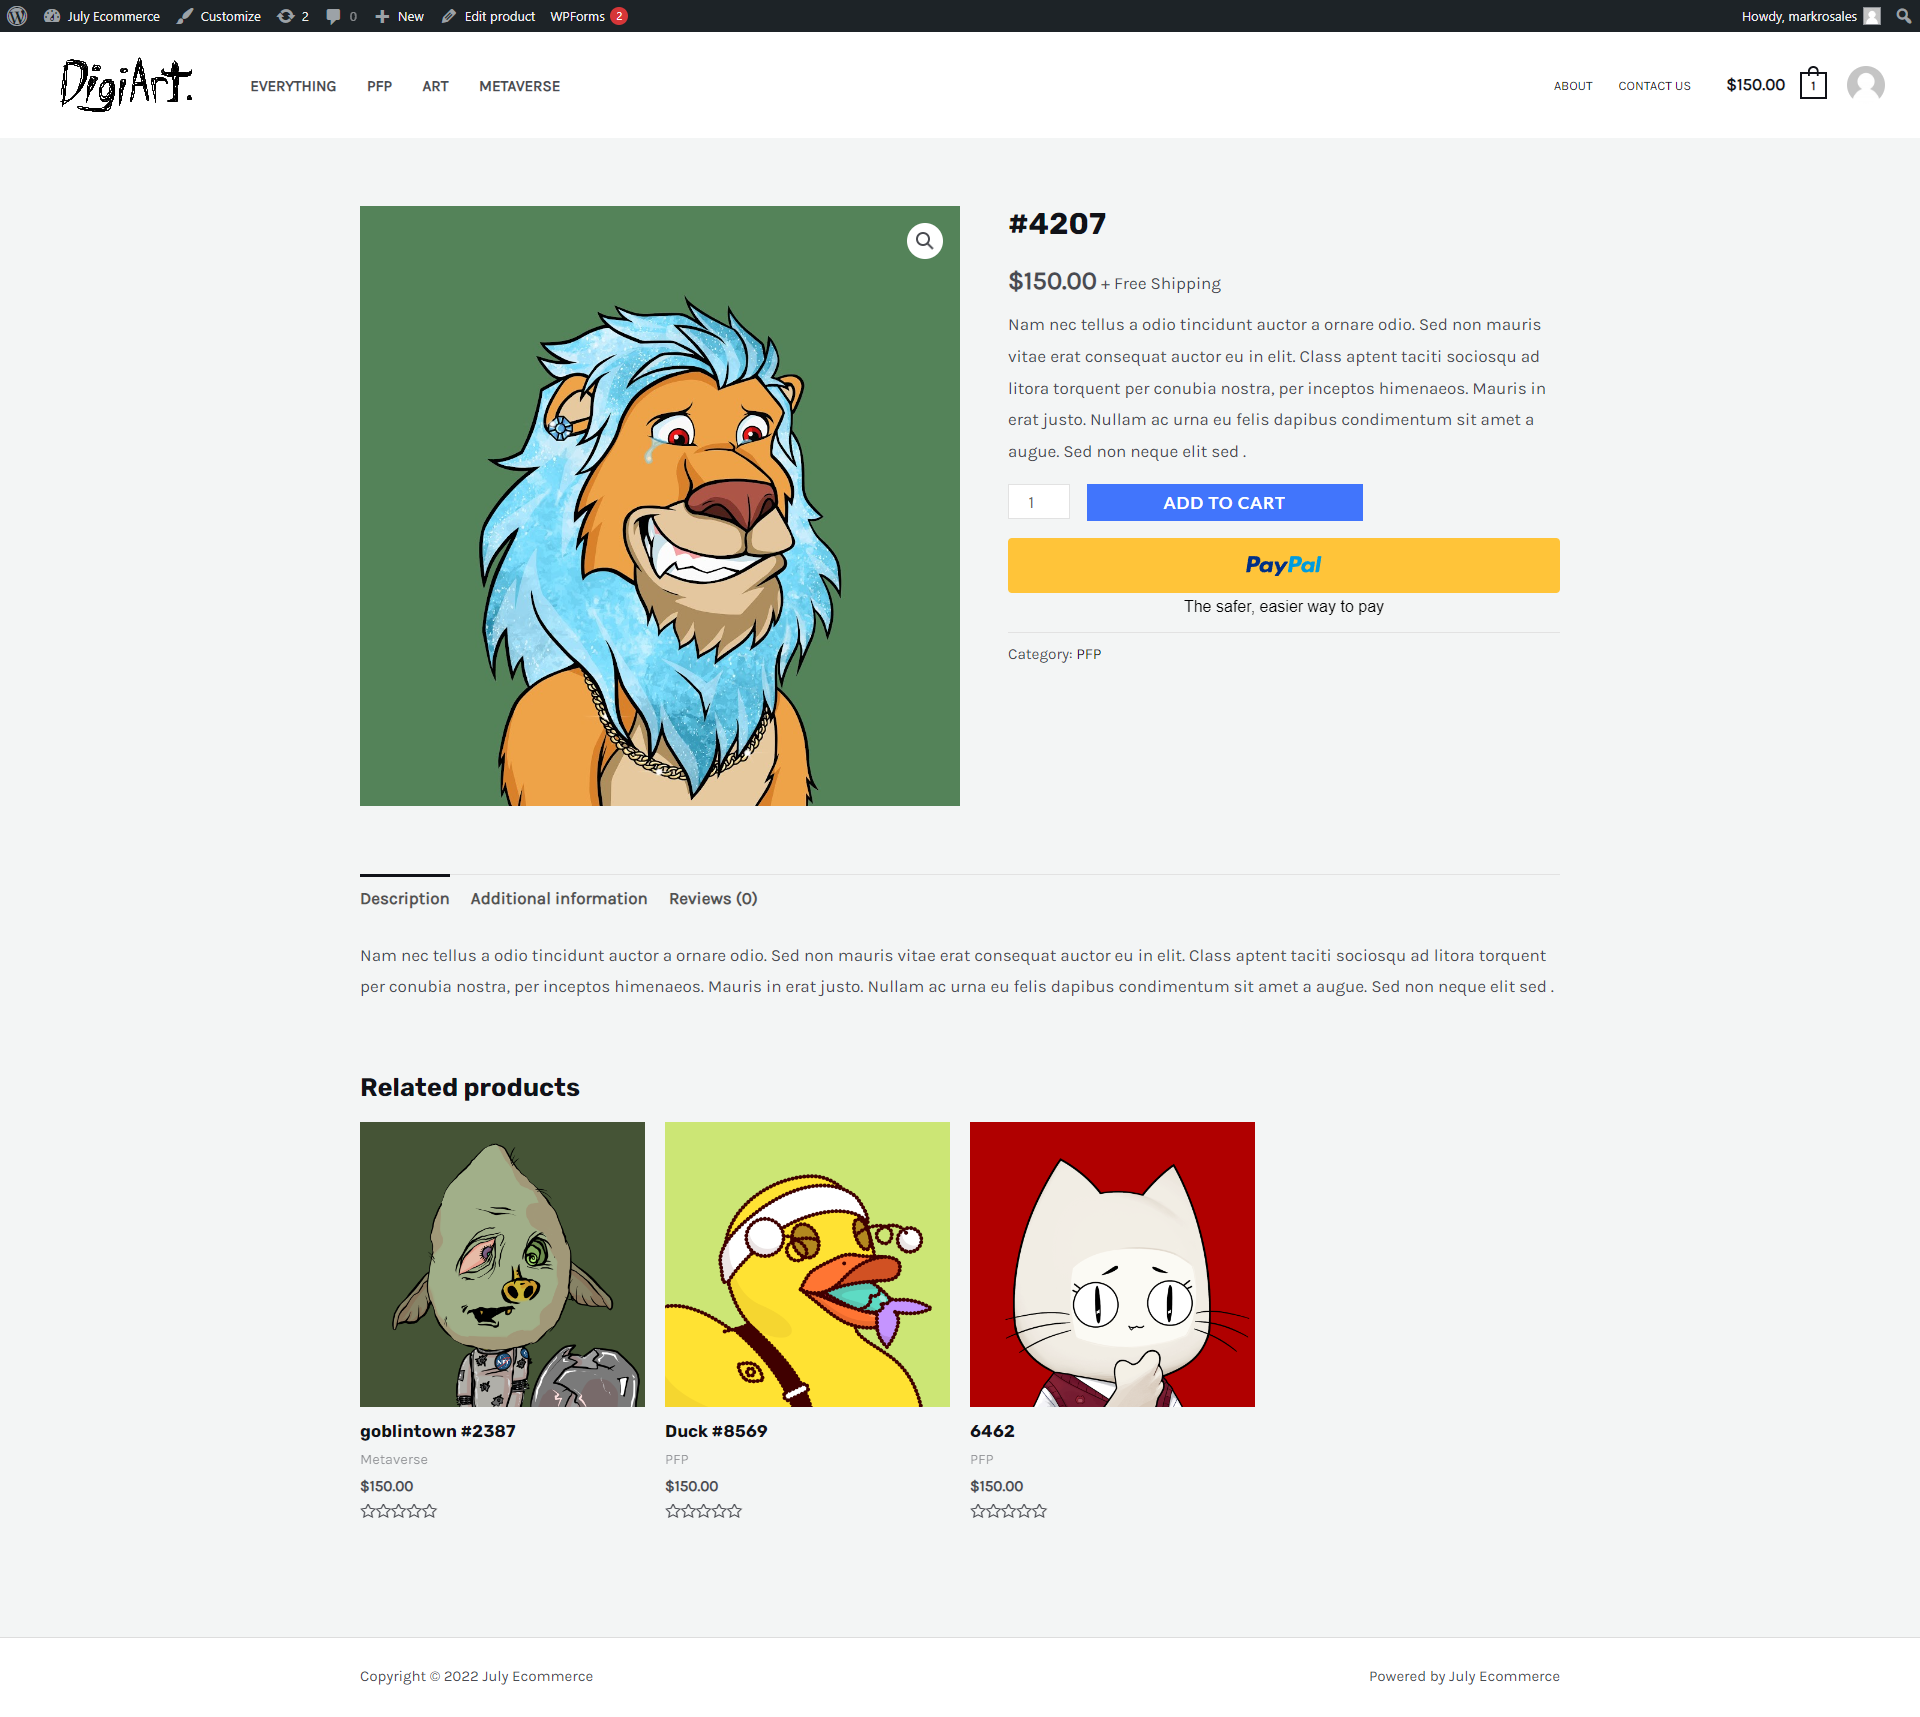 July Ecommerce Customize 2 0 New Edit product WPForms 2 Howdy, markrosales
DigiArt. EVERYTHING PFP ART METAVERSE ABOUT CONTACT US $150.00 1
#4207
$150.00 + Free Shipping
Nam nec tellus a odio tincidunt auctor a ornare odio. Sed non mauris
vitae erat consequat auctor eu in elit. Class aptent taciti sociosqu ad
litora torquent per conubia nostra, per inceptos himenaeos. Mauris in
erat justo. Nullam ac urna eu felis dapibus condimentum sit amet a
augue. Sed non neque elit sed .
1 ADD TO CART
PayPal
The safer, easier way to pay
Category: PFP
Description Additional information Reviews (0)
Nam nec tellus a odio tincidunt auctor a ornare odio. Sed non mauris vitae erat consequat auctor eu in elit. Class aptent taciti sociosqu ad litora torquent
per conubia nostra, per inceptos himenaeos. Mauris in erat justo. Nullam ac urna eu felis dapibus condimentum sit amet a augue. Sed non neque elit sed .
Related products
NFT
goblintown #2387 Duck #8569 6462
Metaverse PFP PFP
$150.00 $150.00 $150.00
Copyright © 2022 July Ecommerce Powered by July Ecommerce